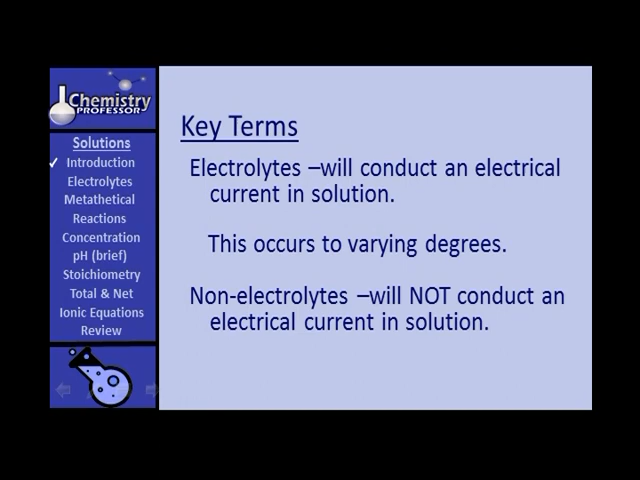 Chemistry
PROFESSOR
Solutions
✓ Introduction
Electrolytes
Metathetical
Reactions
Concentration
pH (brief)
Stoichiometry
Total & Net
Ionic Equations
Review
Key Terms
Electrolytes –will conduct an electrical
current in solution.
This occurs to varying degrees.
Non-electrolytes –will NOT conduct an
electrical current in solution.